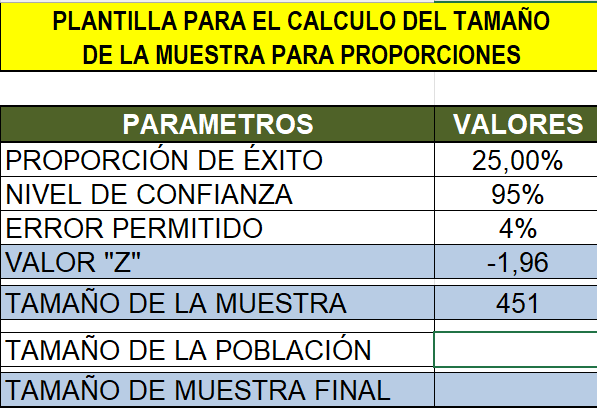 PLANTILLA PARA EL CALCULO DEL TAMAÑO
DE LA MUESTRA PARA PROPORCIONES
PARAMETROS VALORES
PROPORCIÓN DE ÉXITO 25,00%
NIVEL DE CONFIANZA 95%
ERROR PERMITIDO 4%
VALOR "Z" -1,96
TAMAÑO DE LA MUESTRA 451
TAMAÑO DE LA POBLACIÓN
TAMAÑO DE MUESTRA FINAL